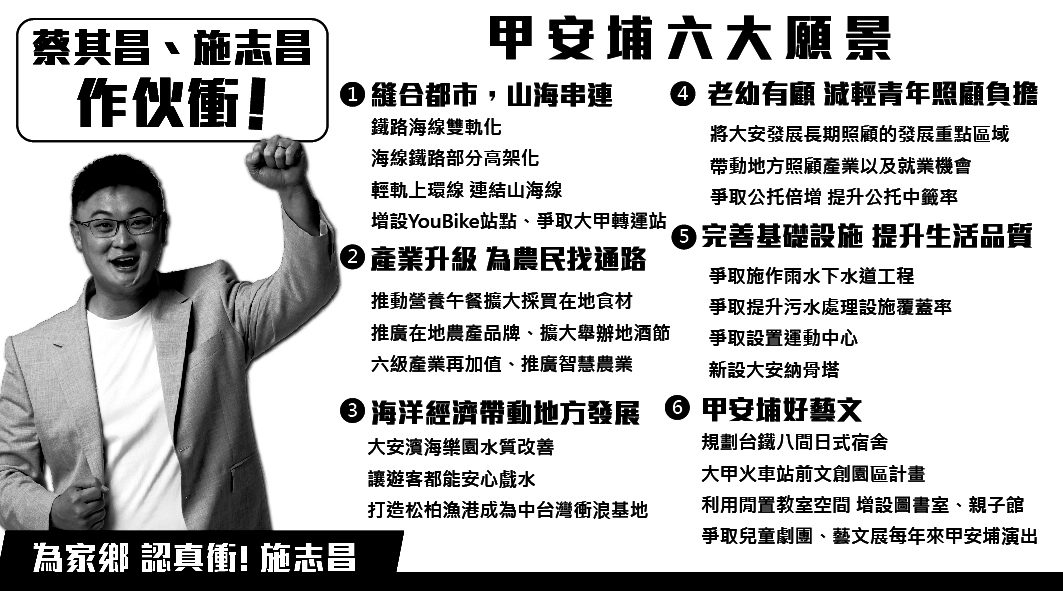 蔡其昌、施志昌
作伙衝!
甲安埔六大願景
❶ 縫合都市，山海串連
鐵路海線雙軌化
海線鐵路部分高架化
輕軌上環線 連結山海線
增設YouBike站點、爭取大甲轉運站
❷ 產業升級 為農民找通路
推動營養午餐擴大採買在地食材
推廣在地農產品牌、擴大舉辦地酒節
六級產業再加值、推廣智慧農業
❸ 海洋經濟帶動地方發展
大安濱海樂園水質改善
讓遊客都能安心戲水
打造松柏漁港成為中台灣衝浪基地
❹ 老幼有顧 減輕青年照顧負擔
將大安發展長期照顧的發展重點區域
帶動地方照顧產業以及就業機會
爭取公托倍增 提升公托中籤率
❺ 完善基礎設施 提升生活品質
爭取施作雨水下水道工程
爭取提升污水處理設施覆蓋率
爭取設置運動中心
新設大安納骨塔
❻ 甲安埔好藝文
規劃台鐵八間日式宿舍
大甲火車站前文創園區計畫
利用閒置教室空間 增設圖書室、親子館
爭取兒童劇團、藝文展每年來甲安埔演出
為家鄉 認真衝! 施志昌